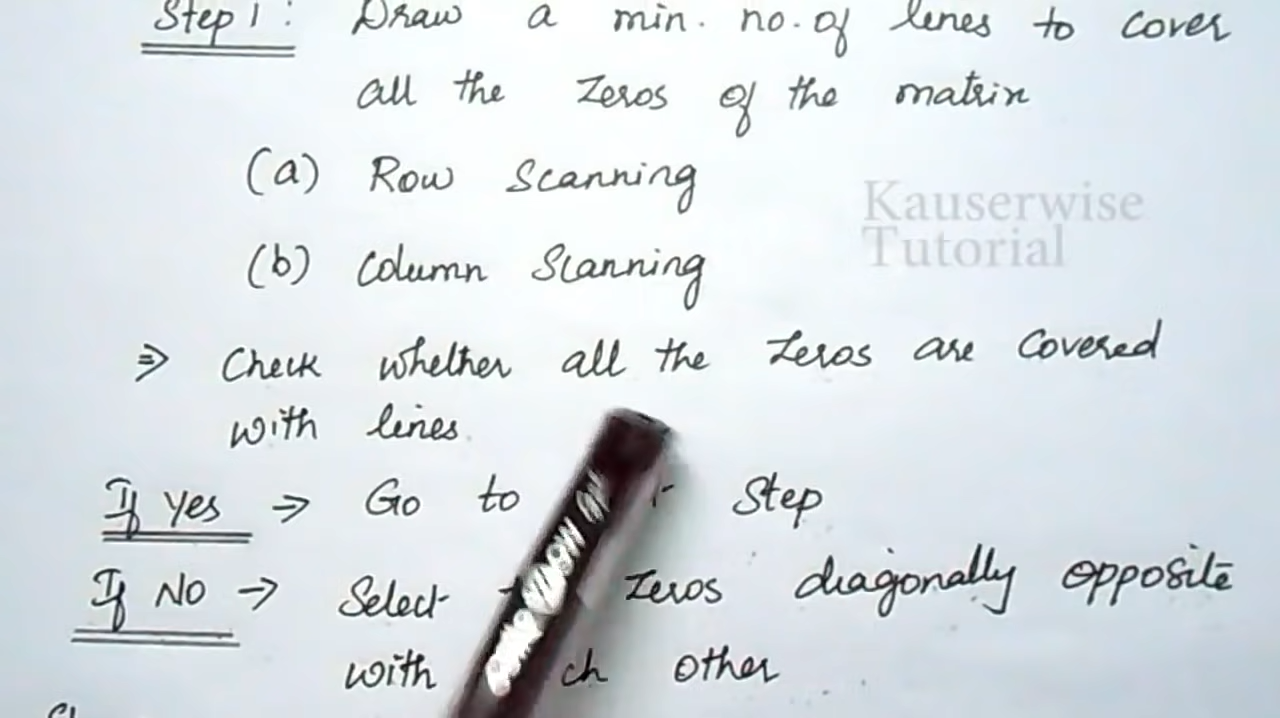 Step 1: Draw a min. no. of lines to cover
all the Zeros of the matrix
(a) Row Scanning
Kauserwise
Tutorial
(b) Column Scanning
⇒ Check whether all the Zeros are Covered
with lines.
If Yes → Go to Step
If No → Select Zeros diagonally opposite
with other